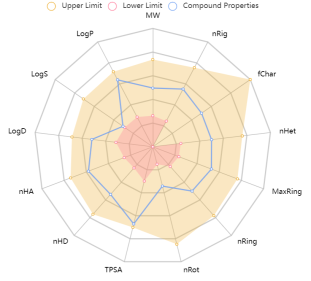 Upper Limit Lower Limit Compound Properties
MW
LogP nRig
LogS fChar
LogD nHet
nHA MaxRing
nHD nRing
TPSA nRot